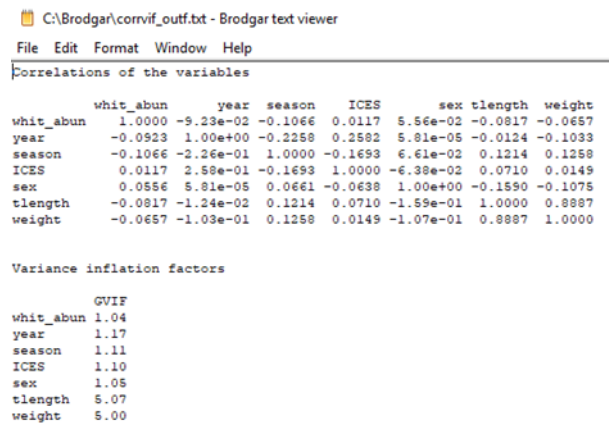 C:\Brodgar\corrvif_outf.txt - Brodgar text viewer
File Edit Format Window Help
Correlations of the variables
whit_abun year season ICES sex tlength weight
whit_abun 1.0000 -9.23e-02 -0.1066 0.0117 5.56e-02 -0.0817 -0.0657
year -0.0923 1.00e+00 -0.2258 0.2582 5.81e-05 -0.0124 -0.1033
season -0.1066 -2.26e-01 1.0000 -0.1693 6.61e-02 0.1214 0.1258
ICES 0.0117 2.58e-01 -0.1693 1.0000 -6.38e-02 0.0710 0.0149
sex 0.0556 5.81e-05 0.0661 -0.0638 1.00e+00 -0.1590 -0.1075
tlength -0.0817 -1.24e-02 0.1214 0.0710 -1.59e-01 1.0000 0.8887
weight -0.0657 -1.03e-01 0.1258 0.0149 -1.07e-01 0.8887 1.0000
Variance inflation factors
GVIF
whit_abun 1.04
year 1.17
season 1.11
ICES 1.10
sex 1.05
tlength 5.07
weight 5.00